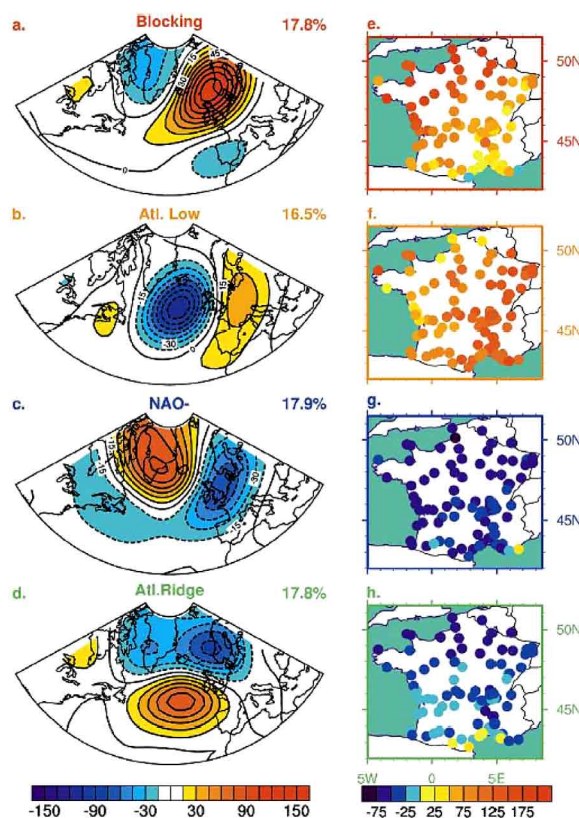 a. Blocking 17.8% e.
50N
45N
b. Atl. Low 16.5% f.
50N
45N
c. NAO- 17.9% g.
50N
45N
d. Atl.Ridge 17.8% h.
50N
45N
5W 0 5E
-150 -90 -30 30 90 150
-75 -25 25 75 125 175